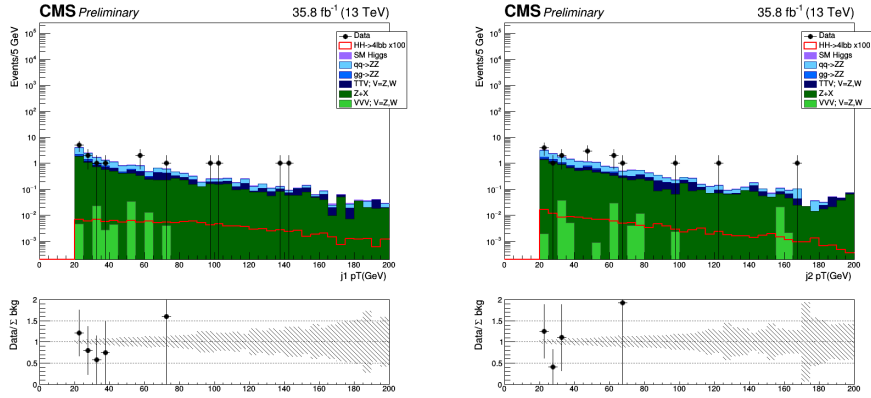 CMS Preliminary 35.8 fb⁻¹ (13 TeV)
Events/5 GeV
10⁵
10⁴
10³
10²
10
1
10⁻¹
10⁻²
10⁻³
Data
HH->4lbb x100
SM Higgs
qq->ZZ
gg->ZZ
TTV; V=Z,W
Z+X
VVV; V=Z,W
0 20 40 60 80 100 120 140 160 180 200
j1 pT(GeV)
Data/Σ bkg
2
1.5
1
0.5
0
0 20 40 60 80 100 120 140 160 180 200
CMS Preliminary 35.8 fb⁻¹ (13 TeV)
Events/5 GeV
10⁵
10⁴
10³
10²
10
1
10⁻¹
10⁻²
10⁻³
Data
HH->4lbb x100
SM Higgs
qq->ZZ
gg->ZZ
TTV; V=Z,W
Z+X
VVV; V=Z,W
0 20 40 60 80 100 120 140 160 180 200
j2 pT(GeV)
Data/Σ bkg
2
1.5
1
0.5
0
0 20 40 60 80 100 120 140 160 180 200